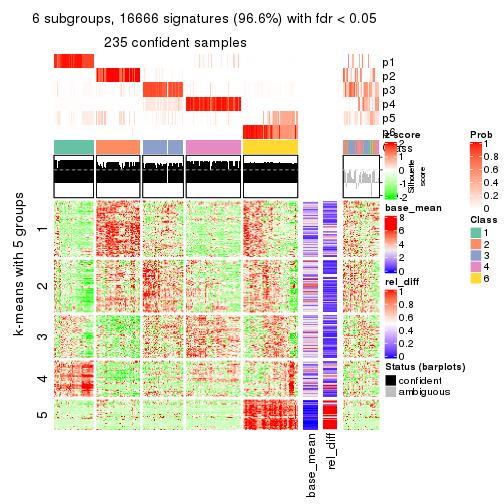 6 subgroups, 16666 signatures (96.6%) with fdr < 0.05
235 confident samples
p1
p2
p3
p4
p5
p6
Class
Silhouette
score
k-means with 5 groups
1
2
3
4
5
base_mean
rel_diff
z-score
2
1
0
-1
-2
base_mean
8
6
4
2
0
rel_diff
1
0.8
0.6
0.4
0.2
0
Status (barplots)
confident
ambiguous
Prob
1
0.8
0.6
0.4
0.2
0
Class
1
2
3
4
6